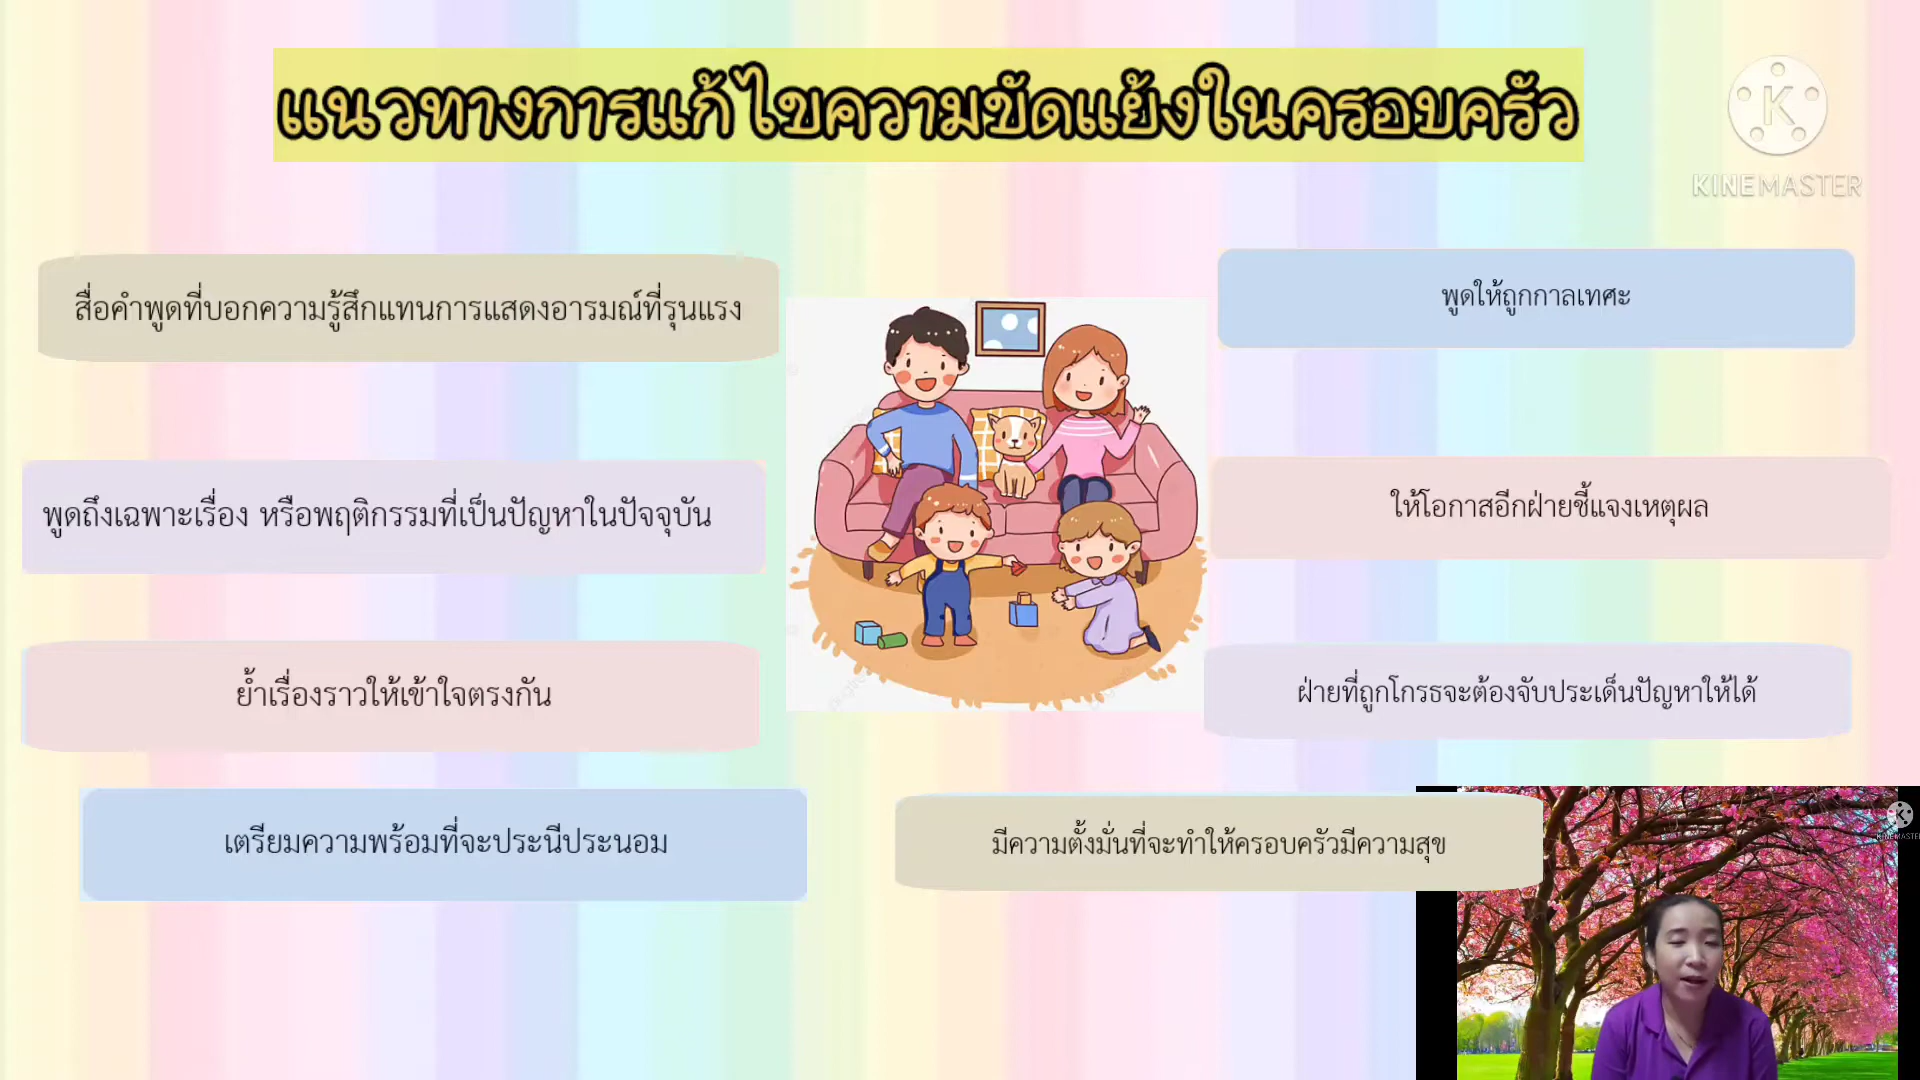 แนวทางการแก้ไขความขัดแย้งในครอบครัว
KINEMASTER
สื่อคำพูดที่บอกความรู้สึกแทนการแสดงอารมณ์ที่รุนแรง
พูดให้ถูกกาลเทศะ
พูดถึงเฉพาะเรื่อง หรือพฤติกรรมที่เป็นปัญหาในปัจจุบัน
ให้โอกาสอีกฝ่ายชี้แจงเหตุผล
ย้ำเรื่องราวให้เข้าใจตรงกัน
ฝ่ายที่ถูกโกรธจะต้องจับประเด็นปัญหาให้ได้
เตรียมความพร้อมที่จะประนีประนอม
มีความตั้งมั่นที่จะทำให้ครอบครัวมีความสุข